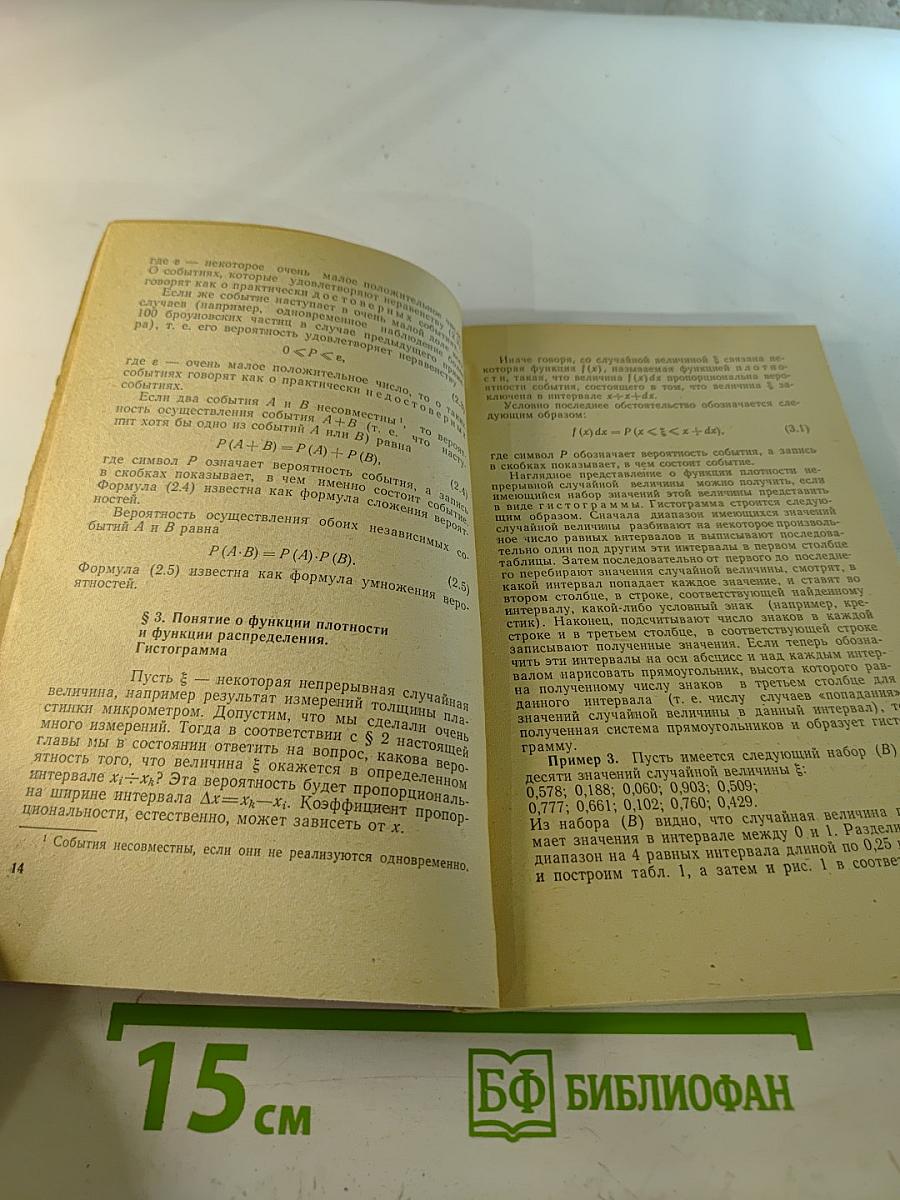 где ε — некоторое очень малое положительное
О событиях, которые удовлетворяют неравенству
говорят как о практически достоверных
Если же событие наступает в очень малой доле
случаев (например, одновременное наблюдение
100 броуновских частиц в случае предыдущего
ра), т. е. его вероятность удовлетворяет неравенству
0 < P < ε,
где ε — очень малое положительное число, то о таких
событиях говорят как о практически недостоверных
событиях.
Если два события A и B несовместны ¹, то вероят-
ность осуществления события A+B (т. е. что насту-
пит хотя бы одно из событий A или B) равна
P(A+B) = P(A) + P(B), (2.4)
где символ P означает вероятность события, а запись
в скобках показывает, в чем именно состоит событие.
Формула (2.4) известна как формула сложения вероят-
ностей.
Вероятность осуществления обоих независимых со-
бытий A и B равна
P(A·B) = P(A)·P(B). (2.5)
Формула (2.5) известна как формула умножения веро-
ятностей.
§ 3. Понятие о функции плотности
и функции распределения.
Гистограмма
Пусть ξ — некоторая непрерывная случайная
величина, например результат измерений толщины пла-
стинки микрометром. Допустим, что мы сделали очень
много измерений. Тогда в соответствии с § 2 настоящей
главы мы в состоянии ответить на вопрос, какова веро-
ятность того, что величина ξ окажется в определенном
интервале xi÷xk? Эта вероятность будет пропорциональ-
на ширине интервала Δx=xk—xi. Коэффициент пропор-
циональности, естественно, может зависеть от x.
¹ События несовместны, если они не реализуются одновременно.
14
Иначе говоря, со случайной величиной ξ связана не-
которая функция f(x), называемая функцией плотно-
сти, такая, что величина f(x)dx пропорциональна веро-
ятности события, состоящего в том, что величина ξ за-
ключена в интервале x÷x+dx.
Условно последнее обстоятельство обозначается сле-
дующим образом:
f(x)dx = P(x < ξ < x + dx), (3.1)
где символ P обозначает вероятность события, а запись
в скобках показывает, в чем состоит событие.
Наглядное представление о функции плотности не-
прерывной случайной величины можно получить, если
имеющийся набор значений этой величины представить
в виде гистограммы. Гистограмма строится следую-
щим образом. Сначала диапазон имеющихся значений
случайной величины разбивают на некоторое произволь-
ное число равных интервалов и выписывают последова-
тельно один под другим эти интервалы в первом столбце
таблицы. Затем последовательно от первого до последне-
го перебирают значения случайной величины, смотрят, в
какой интервал попадает каждое значение, и ставят во
втором столбце, в строке, соответствующей найденному
интервалу, какой-либо условный знак (например, кре-
стик). Наконец, подсчитывают число знаков в каждой
строке и в третьем столбце, в соответствующей строке
записывают полученные значения. Если теперь обозна-
чить эти интервалы на оси абсцисс и над каждым интер-
валом нарисовать прямоугольник, высота которого рав-
на полученному числу знаков в третьем столбце для
данного интервала (т. е. числу случаев «попадания»
значений случайной величины в данный интервал), т
полученная система прямоугольников и образует гист
грамму.
Пример 3. Пусть имеется следующий набор (B)
десяти значений случайной величины ξ:
0,578; 0,188; 0,060; 0,903; 0,509;
0,777; 0,661; 0,102; 0,760; 0,429.
Из набора (B) видно, что случайная величина
мает значения в интервале между 0 и 1. Раздели
диапазон на 4 равных интервала длиной по 0,25
и построим табл. 1, а затем и рис. 1 в соответ
15 см
БФ БИБЛИОФАН